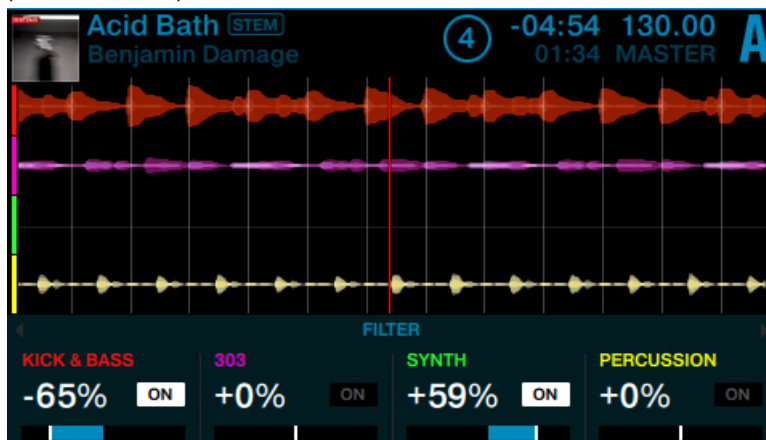 Acid Bath STEM
Benjamin Damage
4
-04:54 130.00
01:34 MASTER
A
FILTER
KICK & BASS 303 SYNTH PERCUSSION
-65% ON +0% ON +59% ON +0% ON